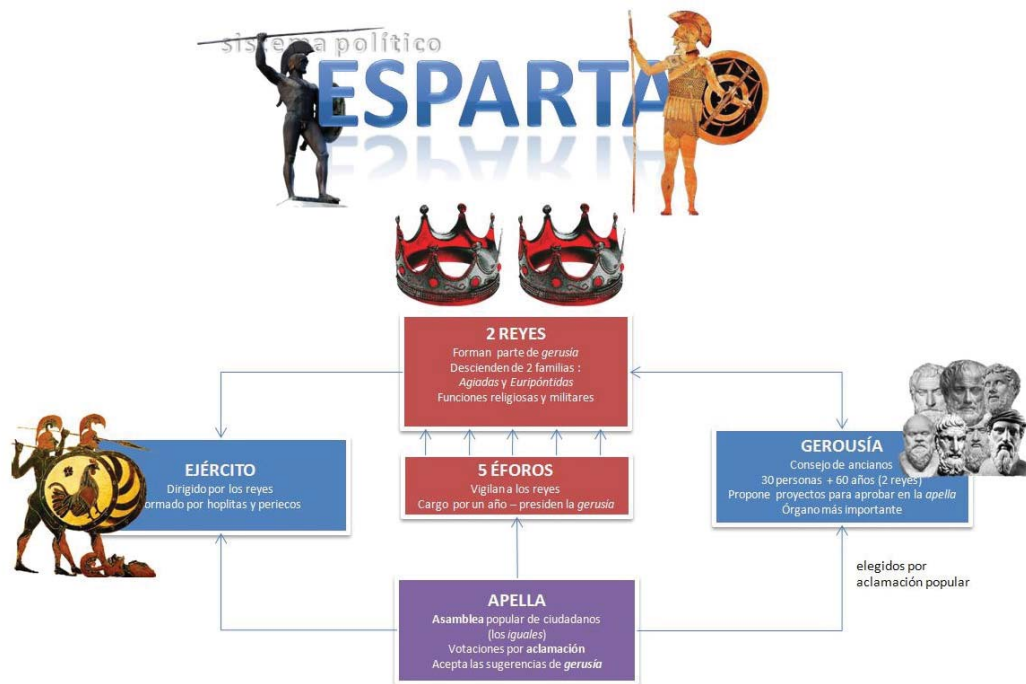 sistema político
ESPARTA
2 REYES
Forman parte de gerusía
Descienden de 2 familias :
Agiadas y Euripóntidas
Funciones religiosas y militares
EJÉRCITO
Dirigido por los reyes
ormado por hoplitas y periecos
5 ÉFOROS
Vigilan a los reyes
Cargo por un año – presiden la gerusía
GEROUSÍA
Consejo de ancianos
30 personas + 60 años (2 reyes)
Propone proyectos para aprobar en la apella
Órgano más importante
elegidos por
aclamación popular
APELLA
Asamblea popular de ciudadanos
(los iguales)
Votaciones por aclamación
Acepta las sugerencias de gerusía